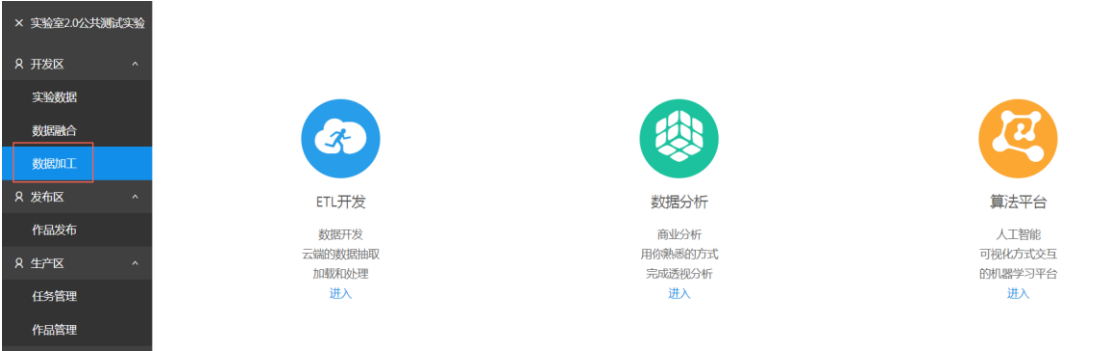 × 实验室2.0公共测试实验
开发区
实验数据
数据融合
数据加工
发布区
作品发布
生产区
任务管理
作品管理
ETL开发
数据开发
云端的数据抽取
加载和处理
进入
数据分析
商业分析
用你熟悉的方式
完成透视分析
进入
算法平台
人工智能
可视化方式交互
的机器学习平台
进入